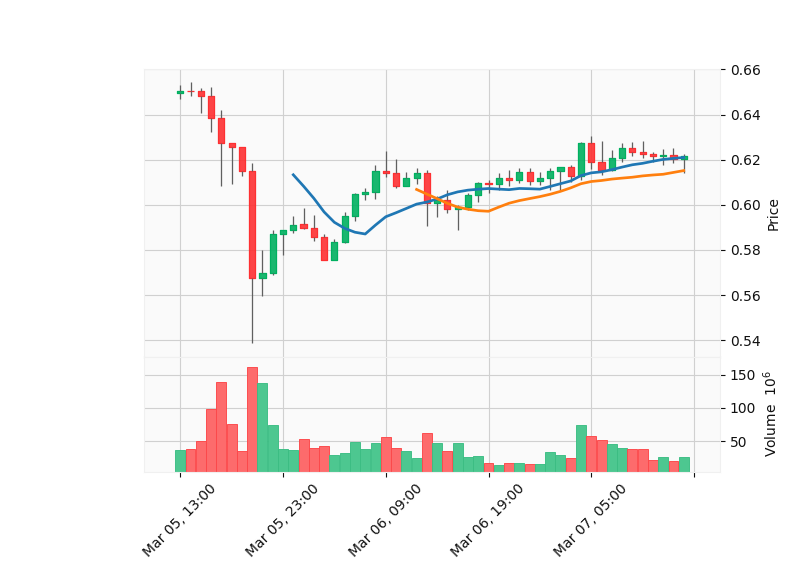 0.66
0.64
0.62
0.60
0.58
0.56
0.54
Price
150
100
50
Volume 10^6
Mar 05, 13:00
Mar 05, 23:00
Mar 06, 09:00
Mar 06, 19:00
Mar 07, 05:00